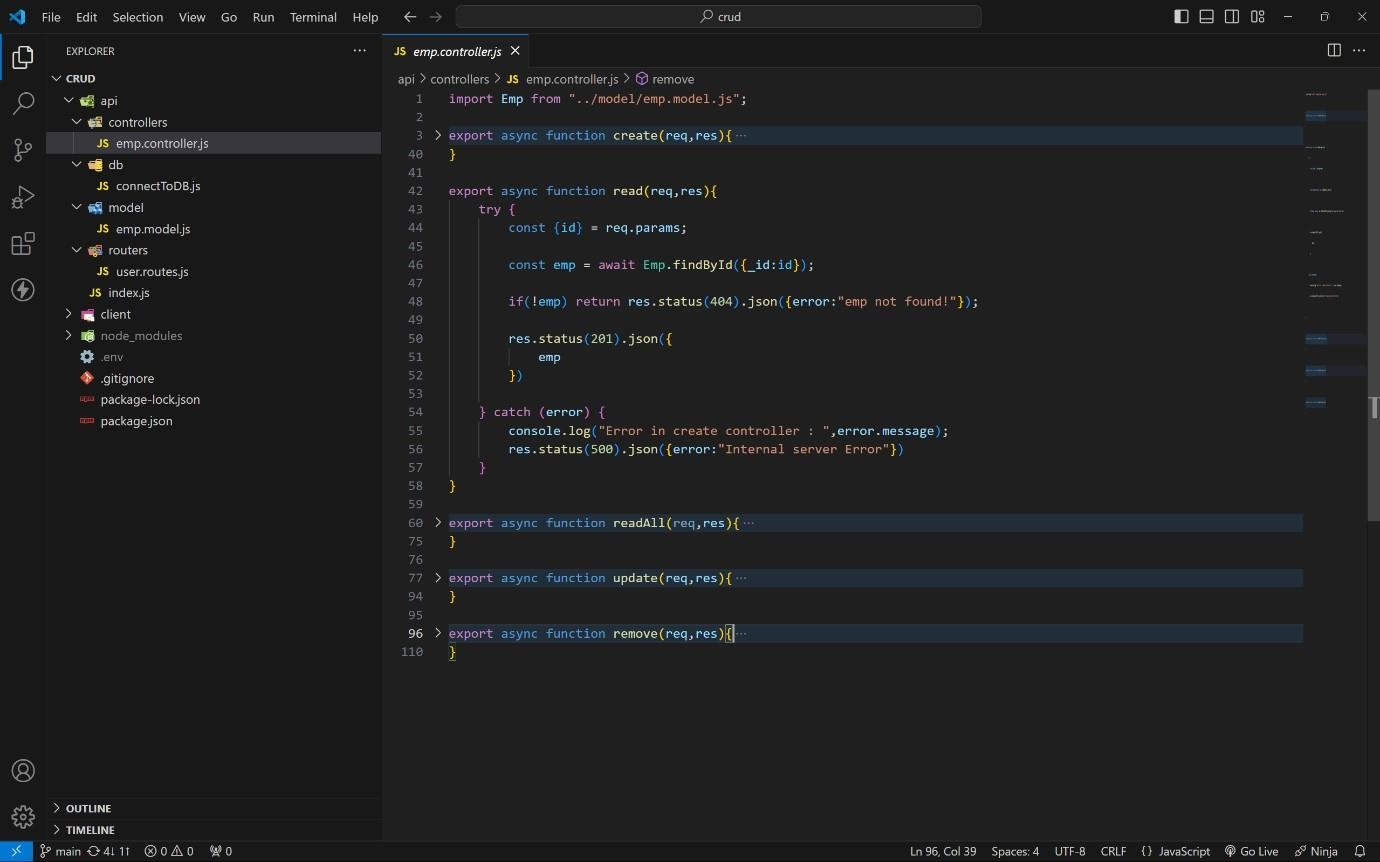 File Edit Selection View Go Run Terminal Help
crud
EXPLORER ···
CRUD
api
controllers
JS emp.controller.js
db
JS connectToDB.js
model
JS emp.model.js
routers
JS user.routes.js
JS index.js
client
node_modules
.env
.gitignore
package-lock.json
package.json
OUTLINE
TIMELINE
JS emp.controller.js
api > controllers > JS emp.controller.js > remove
1 import Emp from "../model/emp.model.js";
2
3 export async function create(req,res){ ···
40 }
41
42 export async function read(req,res){
43 try {
44 const {id} = req.params;
45
46 const emp = await Emp.findById({_id:id});
47
48 if(!emp) return res.status(404).json({error:"emp not found!"});
49
50 res.status(201).json({
51 emp
52 })
53
54 } catch (error) {
55 console.log("Error in create controller : ",error.message);
56 res.status(500).json({error:"Internal server Error"})
57 }
58 }
59
60 export async function readAll(req,res){ ···
75 }
76
77 export async function update(req,res){ ···
94 }
95
96 export async function remove(req,res){ ···
110 }
main 4↓ 1↑ 0 0 0 Ln 96, Col 39 Spaces: 4 UTF-8 CRLF {} JavaScript Go Live Ninja